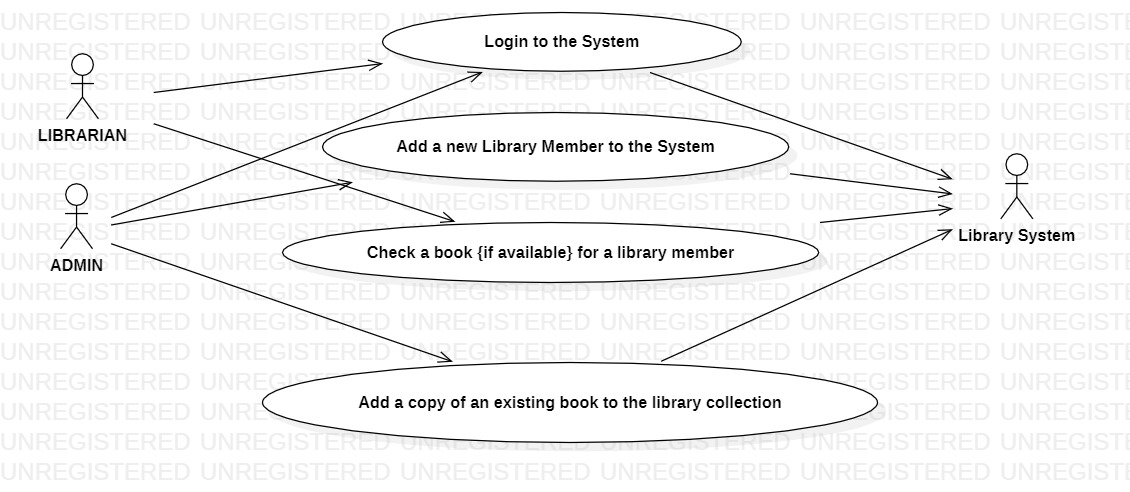 UNREGISTERED UNREGISTERED UNREGISTERED UNREGISTERED UNREGISTERED
Login to the System
LIBRARIAN
Add a new Library Member to the System
ADMIN
Library System
Check a book {if available} for a library member
Add a copy of an existing book to the library collection